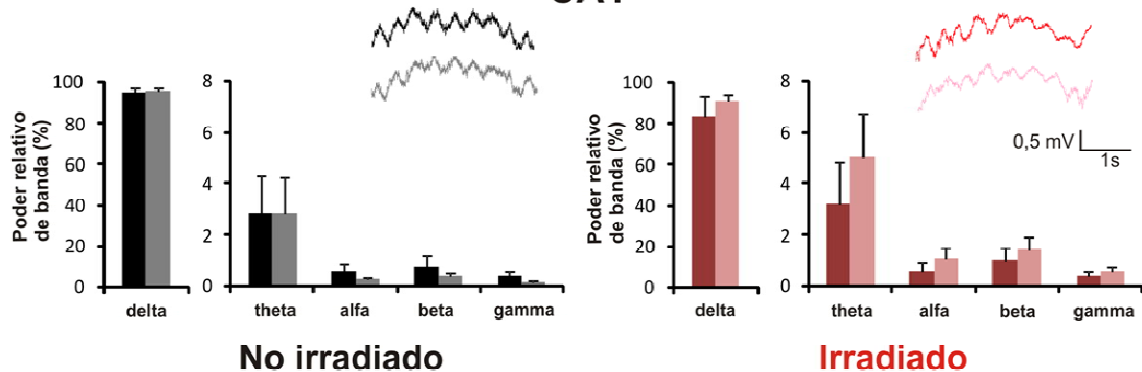 100
80
60
40
20
0
Poder relativo
de banda (%)
8
6
4
2
0
delta
theta
alfa
beta
gamma
No irradiado
100
80
60
40
20
0
Poder relativo
de banda (%)
8
6
4
2
0
0,5 mV
1s
delta
theta
alfa
beta
gamma
Irradiado